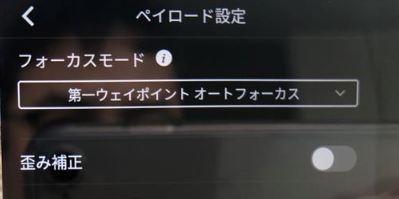 ペイロード設定
フォーカスモード
第一ウェイポイント オートフォーカス
歪み補正